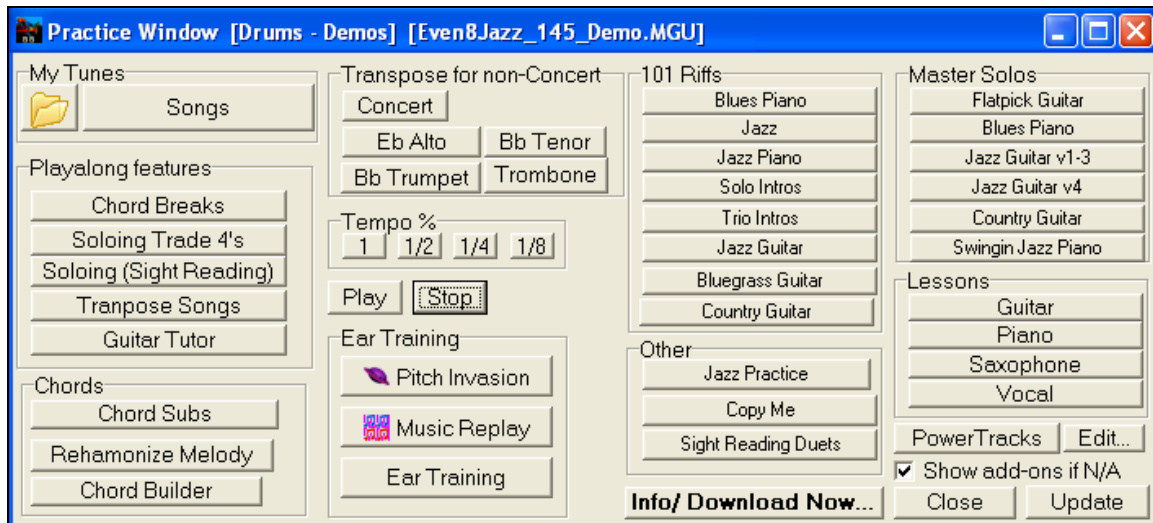 Practice Window [Drums - Demos] [Even8Jazz_145_Demo.MGU]
My Tunes
Songs
Playalong features
Chord Breaks
Soloing Trade 4's
Soloing (Sight Reading)
Tranpose Songs
Guitar Tutor
Chords
Chord Subs
Rehamonize Melody
Chord Builder
Transpose for non-Concert
Concert
Eb Alto Bb Tenor
Bb Trumpet Trombone
Tempo %
1 1/2 1/4 1/8
Play Stop
Ear Training
Pitch Invasion
Music Replay
Ear Training
101 Riffs
Blues Piano
Jazz
Jazz Piano
Solo Intros
Trio Intros
Jazz Guitar
Bluegrass Guitar
Country Guitar
Other
Jazz Practice
Copy Me
Sight Reading Duets
Info/ Download Now...
Master Solos
Flatpick Guitar
Blues Piano
Jazz Guitar v1-3
Jazz Guitar v4
Country Guitar
Swingin Jazz Piano
Lessons
Guitar
Piano
Saxophone
Vocal
PowerTracks Edit...
Show add-ons if N/A
Close Update